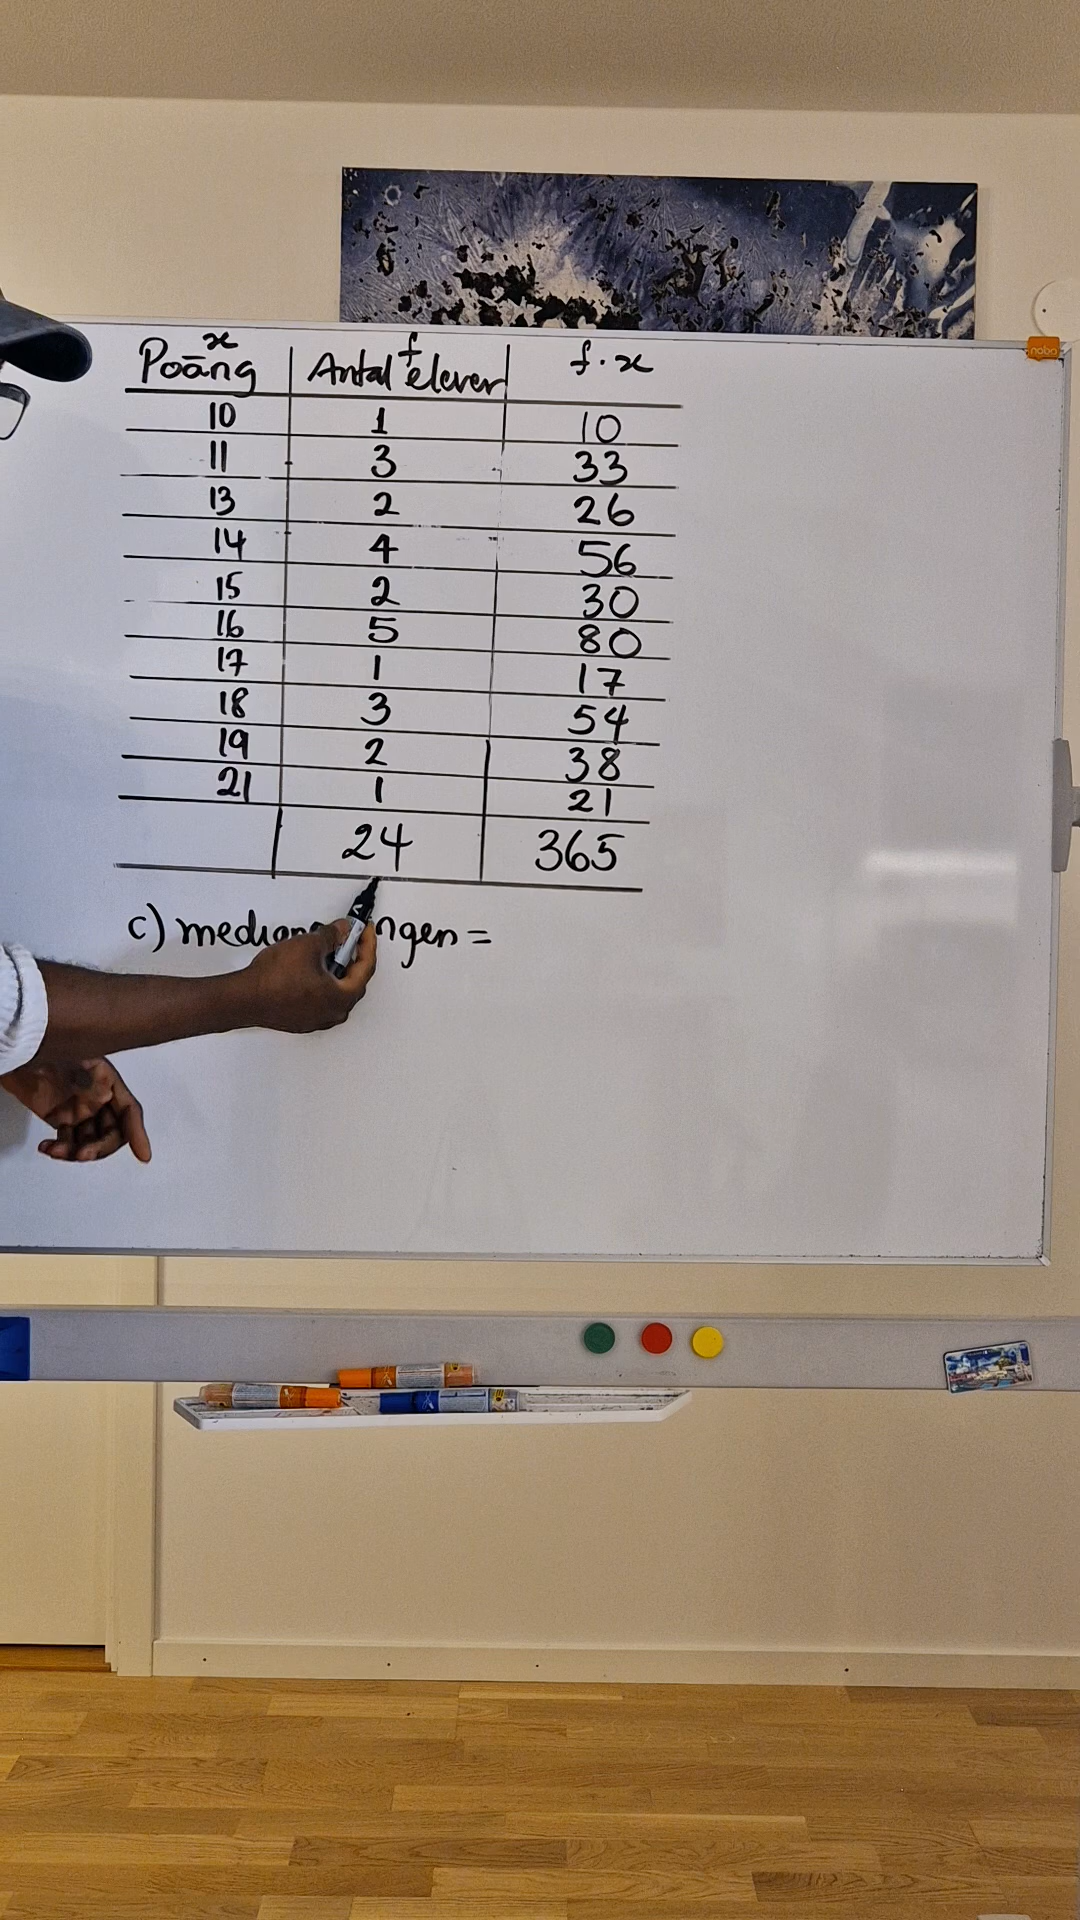 x f
Poäng Antal elever f·x
10 1 10
11 3 33
13 2 26
14 4 56
15 2 30
16 5 80
17 1 17
18 3 54
19 2 38
21 1 21
24 365
c) =
nobo